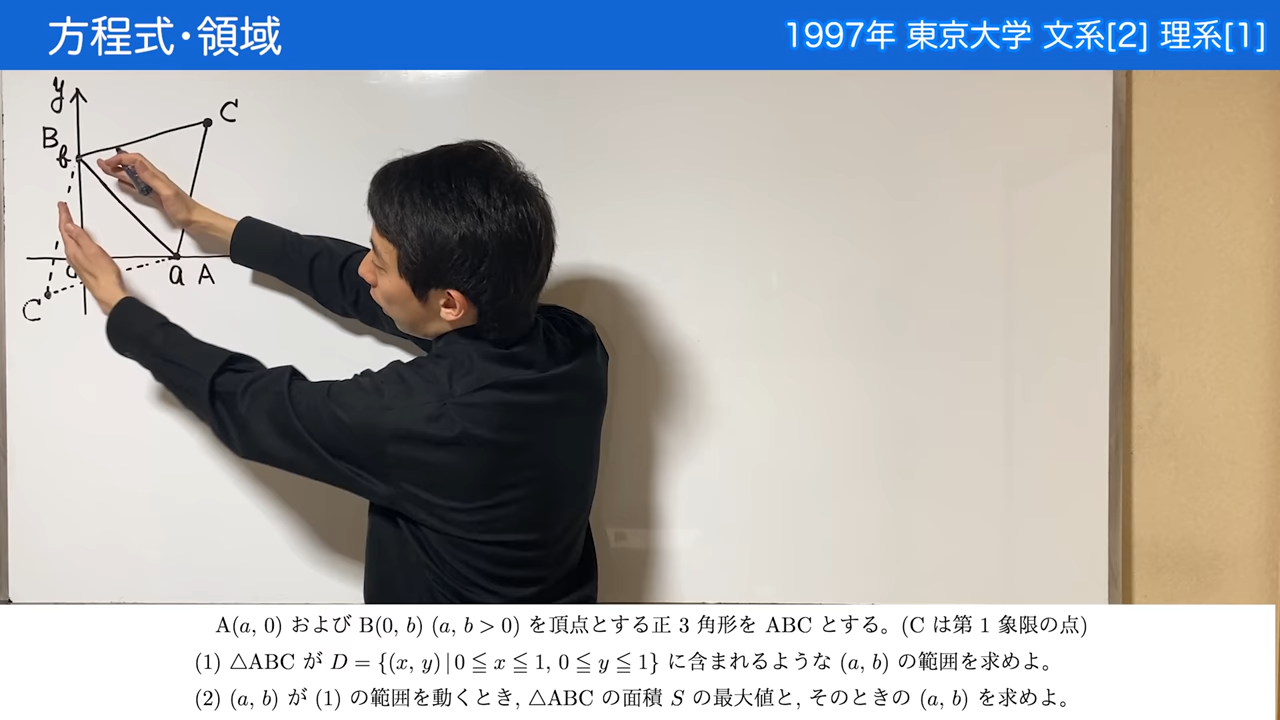 方程式・領域
1997年 東京大学 文系[2] 理系[1]
y
B
b
C
a A
C
A(a, 0) および B(0, b) (a, b > 0) を頂点とする正 3 角形を ABC とする。(C は第 1 象限の点)
(1) △ABC が D = {(x, y) | 0 ≦ x ≦ 1, 0 ≦ y ≦ 1} に含まれるような (a, b) の範囲を求めよ。
(2) (a, b) が (1) の範囲を動くとき, △ABC の面積 S の最大値と, そのときの (a, b) を求めよ。